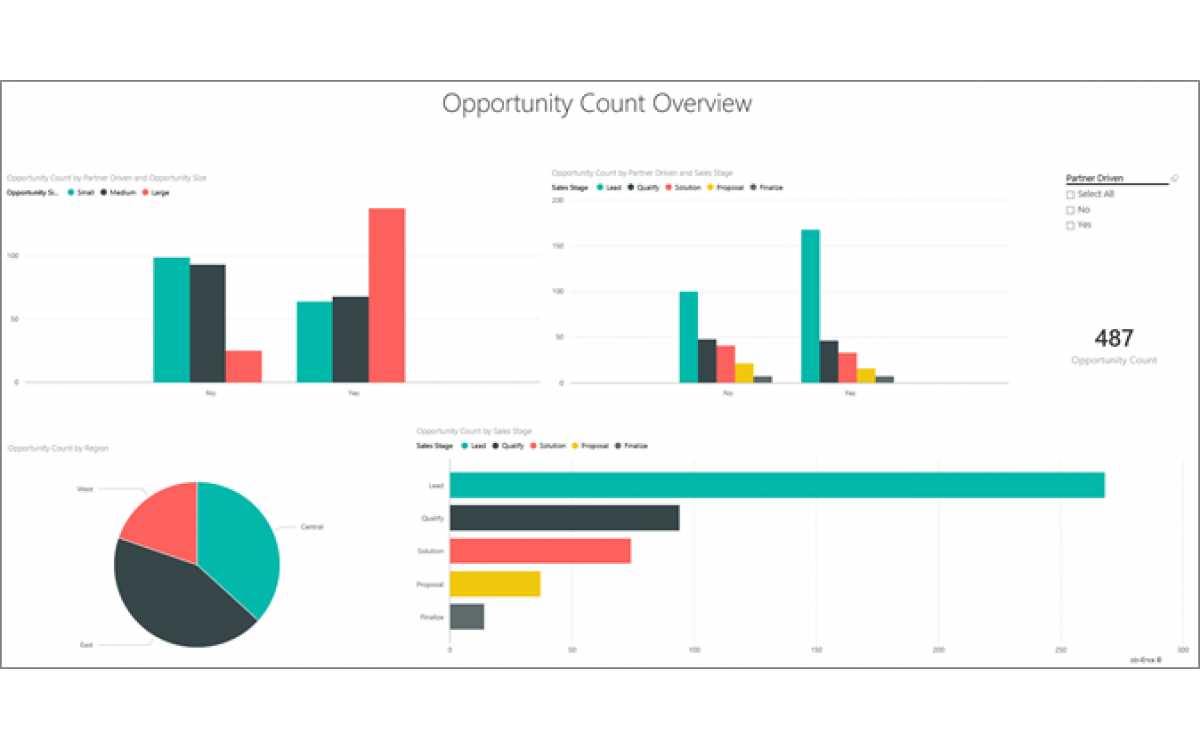 Opportunity Count Overview
Opportunity Count by Partner Driven and Opportunity Size
Opportunity Si... Small Medium Large
100
50
0
No Yes
Opportunity Count by Partner Driven and Sales Stage
Sales Stage Lead Qualify Solution Proposal Finalize
200
150
100
50
0
No Yes
Partner Driven
Select All
No
Yes
487
Opportunity Count
Opportunity Count by Region
West
Central
East
Opportunity Count by Sales Stage
Sales Stage Lead Qualify Solution Proposal Finalize
Lead
Qualify
Solution
Proposal
Finalize
0 50 100 150 200 250 300